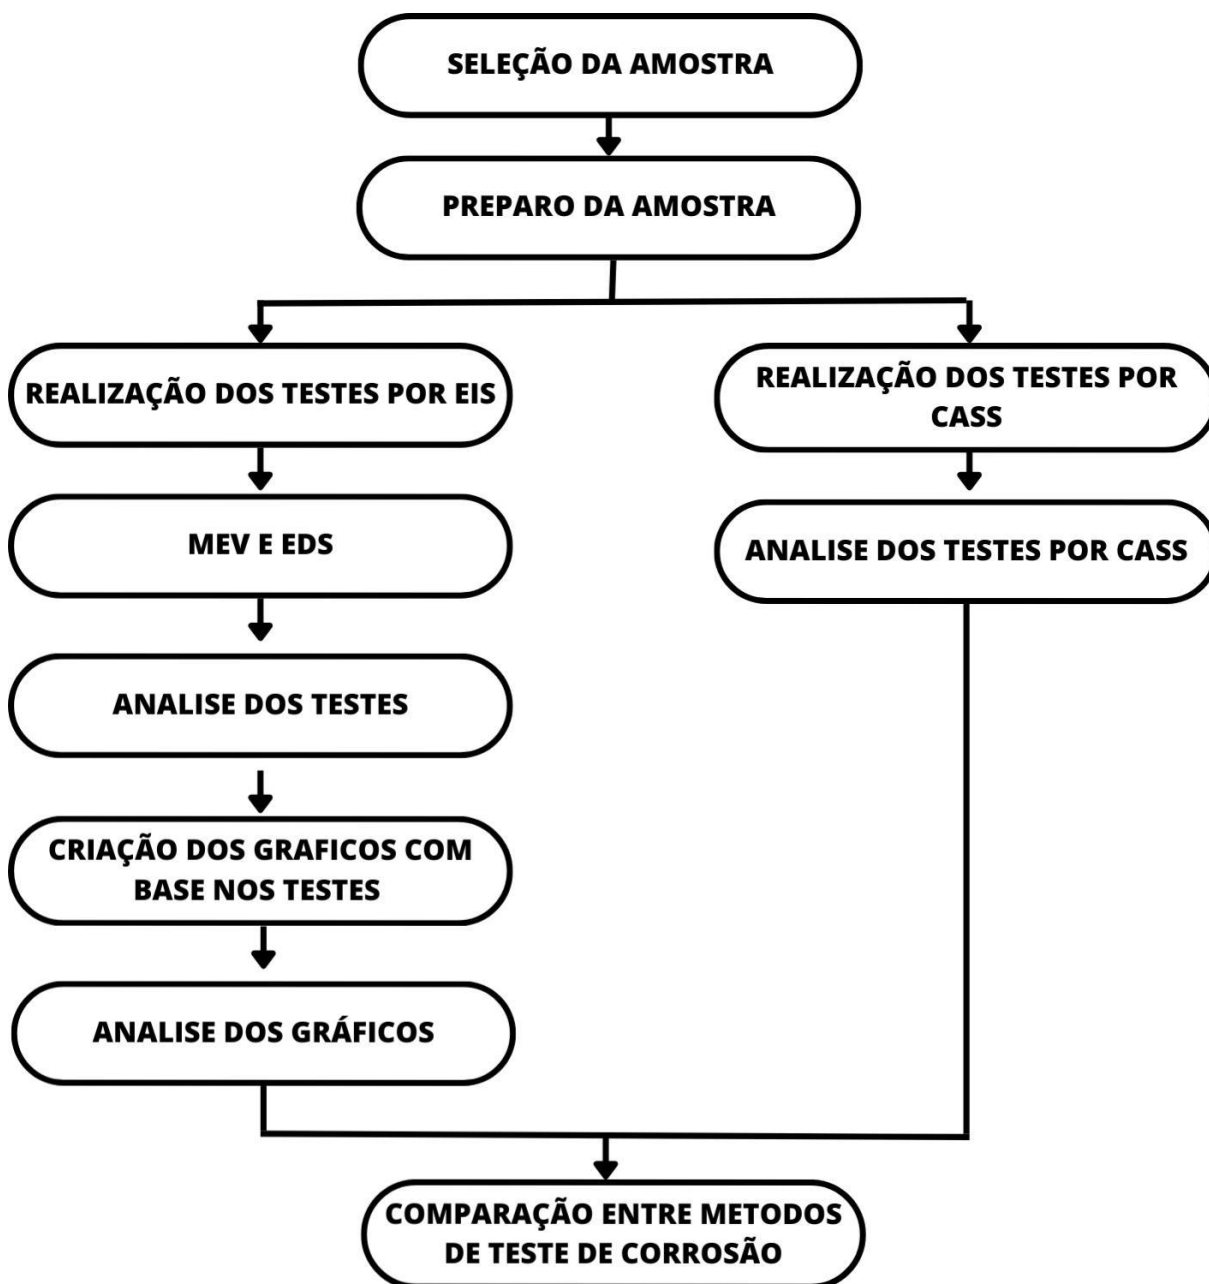 SELEÇÃO DA AMOSTRA
PREPARO DA AMOSTRA
REALIZAÇÃO DOS TESTES POR EIS
MEV E EDS
ANALISE DOS TESTES
CRIAÇÃO DOS GRAFICOS COM
BASE NOS TESTES
ANALISE DOS GRÁFICOS
REALIZAÇÃO DOS TESTES POR
CASS
ANALISE DOS TESTES POR CASS
COMPARAÇÃO ENTRE METODOS
DE TESTE DE CORROSÃO